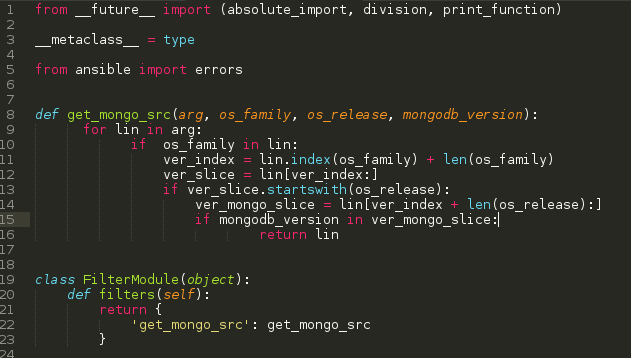 1 from __future__ import (absolute_import, division, print_function)
2
3 __metaclass__ = type
4
5 from ansible import errors
6
7
8 def get_mongo_src(arg, os_family, os_release, mongodb_version):
9       for lin in arg:
10             if  os_family in lin:
11                 ver_index = lin.index(os_family) + len(os_family)
12                 ver_slice = lin[ver_index:]
13                 if ver_slice.startswith(os_release):
14                     ver_mongo_slice = lin[ver_index + len(os_release):]
15                     if mongodb_version in ver_mongo_slice:
16                             return lin
17
18
19 class FilterModule(object):
20     def filters(self):
21         return {
22             'get_mongo_src': get_mongo_src
23         }
24